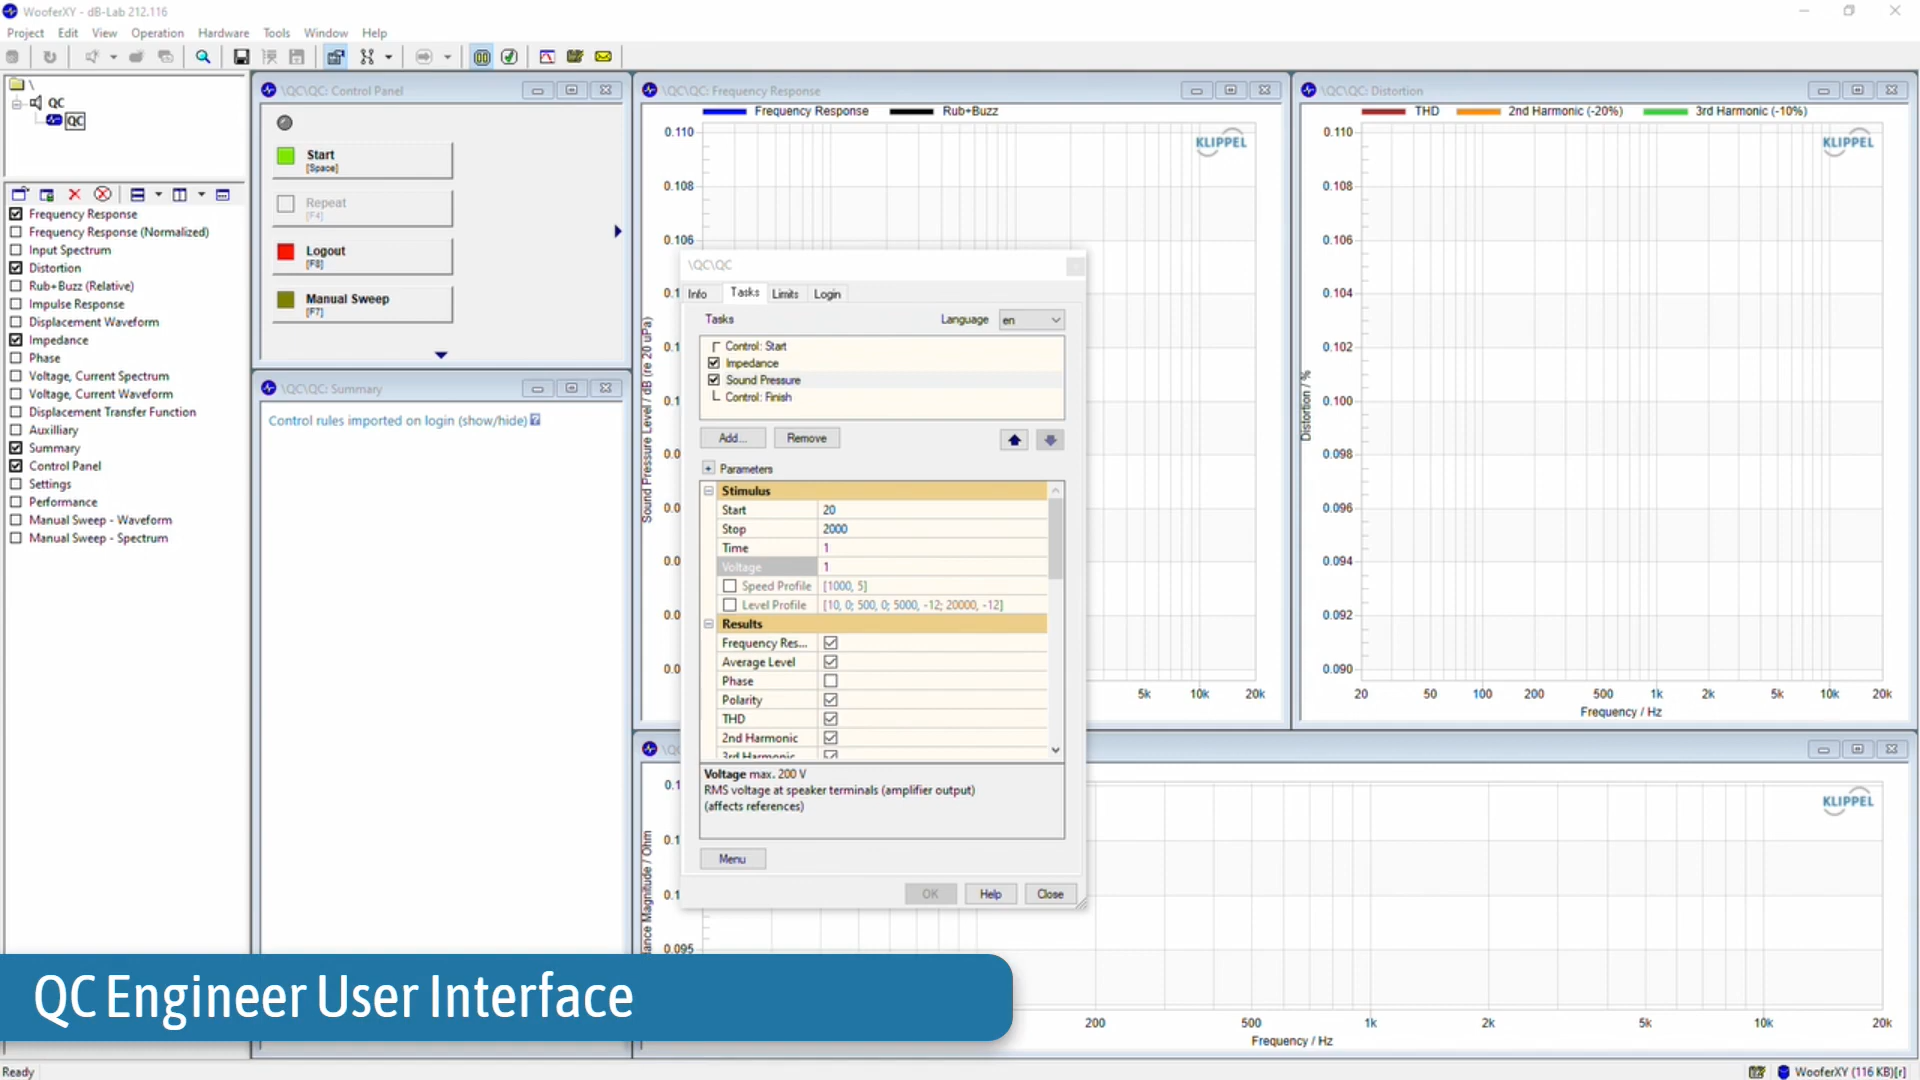 WooferXY - dB-Lab 212.116
Project Edit View Operation Hardware Tools Window Help
\
QC
QC
Frequency Response
Frequency Response (Normalized)
Input Spectrum
Distortion
Rub+Buzz (Relative)
Impulse Response
Displacement Waveform
Impedance
Phase
Voltage, Current Spectrum
Voltage, Current Waveform
Displacement Transfer Function
Auxilliary
Summary
Control Panel
Settings
Performance
Manual Sweep - Waveform
Manual Sweep - Spectrum
\QC\QC: Control Panel
Start
[Space]
Repeat
[F4]
Logout
[F8]
Manual Sweep
[F7]
\QC\QC: Summary
Control rules imported on login (show/hide)
\QC\QC: Frequency Response
Frequency Response Rub+Buzz
KLIPPEL
0.110
0.108
0.106
Sound Pressure Level / dB (re 20 uPa)
5k 10k 20k
\QC\QC: Distortion
THD 2nd Harmonic (-20%) 3rd Harmonic (-10%)
KLIPPEL
0.110
0.108
0.106
0.104
0.102
0.100
0.098
0.096
0.094
0.092
0.090
Distortion / %
20 50 100 200 500 1k 2k 5k 10k 20k
Frequency / Hz
\QC\QC
Info Tasks Limits Login
Tasks
Language en
Control: Start
Impedance
Sound Pressure
Control: Finish
Add... Remove
Parameters
Stimulus
Start 20
Stop 2000
Time 1
Voltage 1
Speed Profile [1000, 5]
Level Profile [10, 0; 500, 0; 5000, -12; 20000, -12]
Results
Frequency Res...
Average Level
Phase
Polarity
THD
2nd Harmonic
3rd Harmonic
Voltage max. 200 V
RMS voltage at speaker terminals (amplifier output)
(affects references)
Menu
OK Help Close
KLIPPEL
0.095
200 500 1k 2k 5k 10k 20k
Frequency / Hz
QC Engineer User Interface
Ready
WooferXY (116 KB)[r]